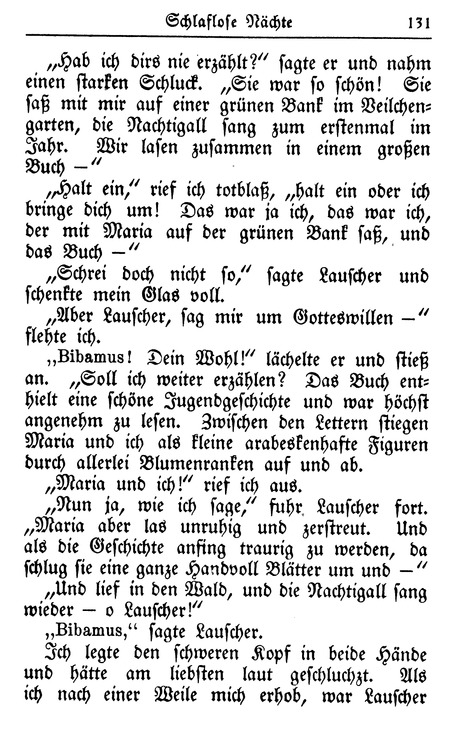 Schlaflose Nächte 131
„Hab ich dirs nie erzählt?“ sagte er und nahm
einen starken Schluck. „Sie war so schön! Sie
saß mit mir auf einer grünen Bank im Veilchen-
garten, die Nachtigall sang zum erstenmal im
Jahr. Wir lasen zusammen in einem großen
Buch —“
„Halt ein,“ rief ich totblaß, „halt ein oder ich
bringe dich um! Das war ja ich, das war ich,
der mit Maria auf der grünen Bank saß, und
das Buch —“
„Schrei doch nicht so,“ sagte Lauscher und
schenkte mein Glas voll.
„Aber Lauscher, sag mir um Gotteswillen —“
flehte ich.
„Bibamus! Dein Wohl!“ lächelte er und stieß
an. „Soll ich weiter erzählen? Das Buch ent-
hielt eine schöne Jugendgeschichte und war höchst
angenehm zu lesen. Zwischen den Lettern stiegen
Maria und ich als kleine arabeskenhafte Figuren
durch allerlei Blumenranken auf und ab.
„Maria und ich!“ rief ich aus.
„Nun ja, wie ich sage,“ fuhr Lauscher fort.
„Maria aber las unruhig und zerstreut. Und
als die Geschichte anfing traurig zu werden, da
schlug sie eine ganze Handvoll Blätter um und —“
„Und lief in den Wald, und die Nachtigall sang
wieder — o Lauscher!“
„Bibamus,“ sagte Lauscher.
Ich legte den schweren Kopf in beide Hände
und hätte am liebsten laut geschluchzt. Als
ich nach einer Weile mich erhob, war Lauscher